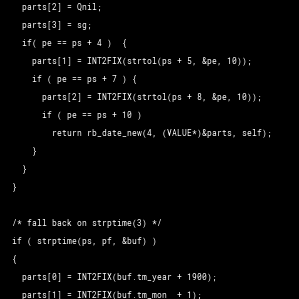 parts[2] = Qnil;
parts[3] = sg;
if( pe == ps + 4 )  {
parts[1] = INT2FIX(strtol(ps + 5, &pe, 10));
if ( pe == ps + 7 ) {
parts[2] = INT2FIX(strtol(ps + 8, &pe, 10));
if ( pe == ps + 10 )
return rb_date_new(4, (VALUE*)&parts, self);
}
}
}
/* fall back on strptime(3) */
if ( strptime(ps, pf, &buf) )
{
parts[0] = INT2FIX(buf.tm_year + 1900);
parts[1] = INT2FIX(buf.tm_mon  + 1);